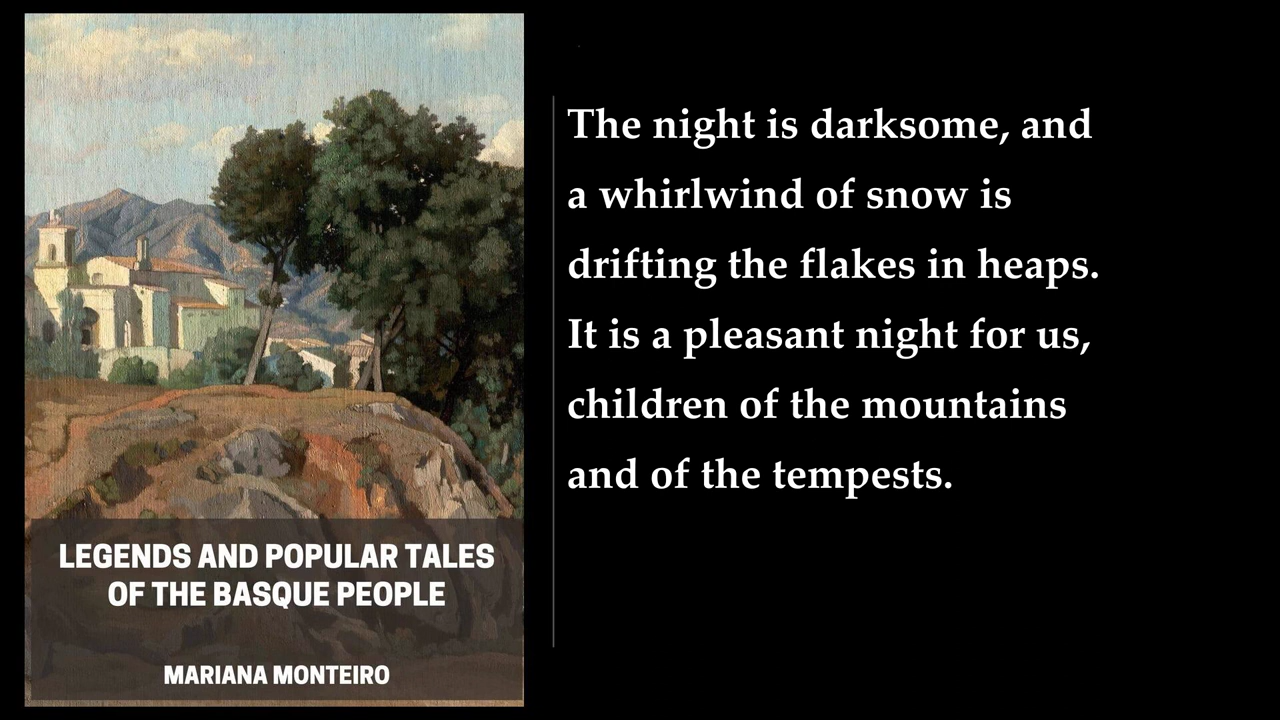 LEGENDS AND POPULAR TALES
OF THE BASQUE PEOPLE
MARIANA MONTEIRO
The night is darksome, and
a whirlwind of snow is
drifting the flakes in heaps.
It is a pleasant night for us,
children of the mountains
and of the tempests.